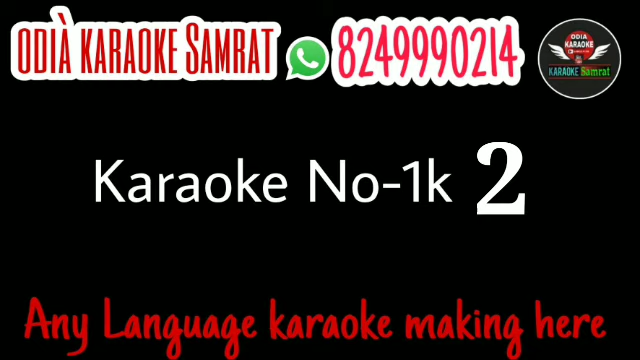 ODIÀ KARAOKE SAMRAT 8249990214
ODIA
KARAOKE
KARAOKE Samrat
Karaoke No-1k 2
Any Language karaoke making here